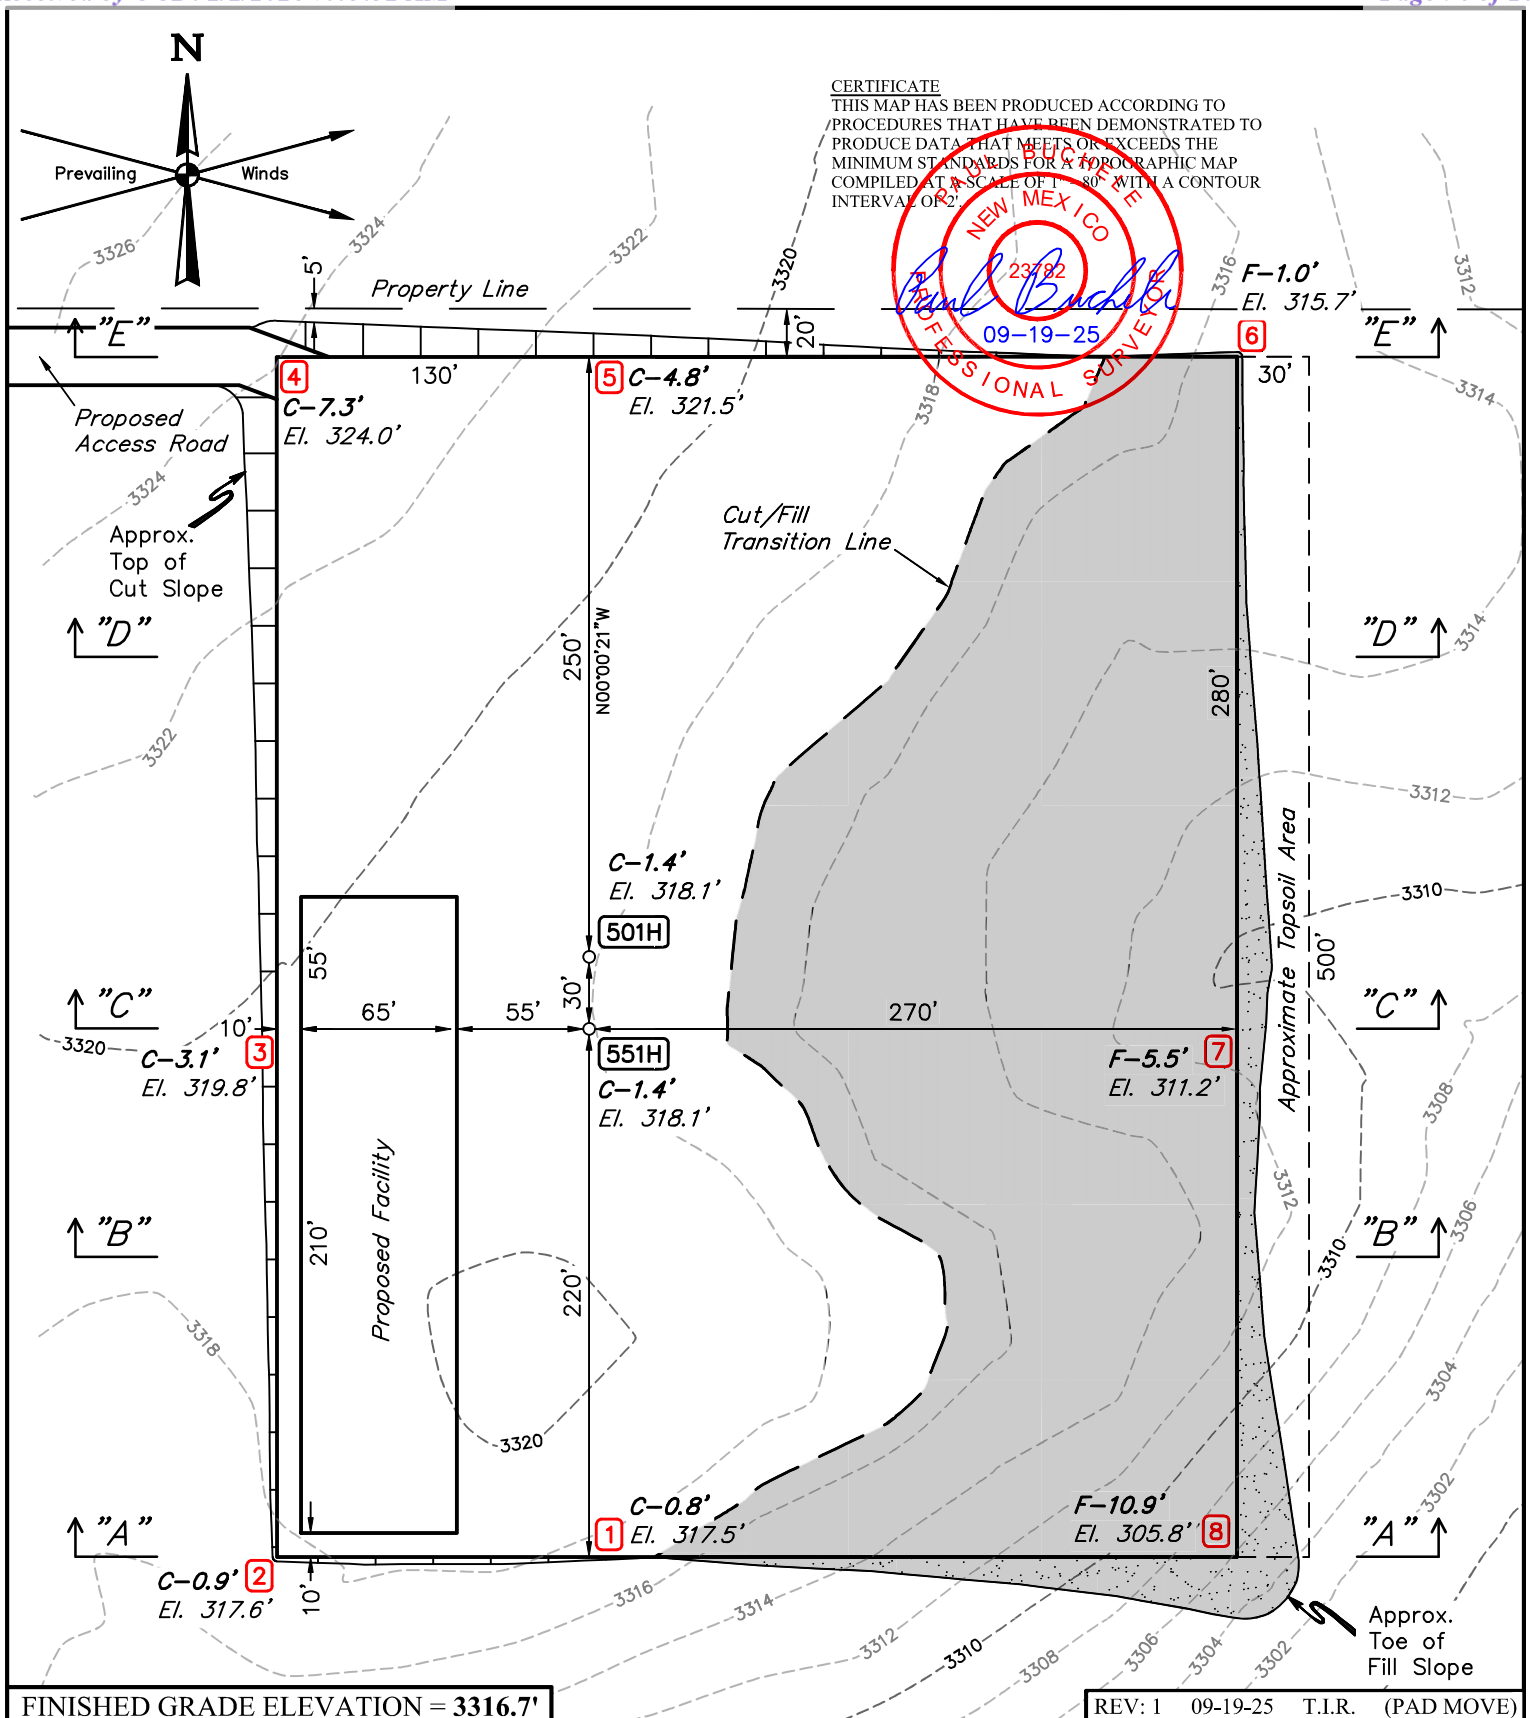 N
Prevailing Winds
CERTIFICATE
THIS MAP HAS BEEN PRODUCED ACCORDING TO
PROCEDURES THAT HAVE BEEN DEMONSTRATED TO
PRODUCE DATA THAT MEETS OR EXCEEDS THE
MINIMUM STANDARDS FOR A TOPOGRAPHIC MAP
COMPILED AT A SCALE OF 1" = 80' WITH A CONTOUR
INTERVAL OF 2'.
PAUL BUCHELE
NEW MEXICO
23782
PROFESSIONAL SURVEYOR
Paul Buchele
09-19-25
3326
3324
3322
3320
3316
3312
5'
Property Line
20'
F-1.0'
El. 315.7'
6
"E"
"E"
4
130'
5
C-4.8'
El. 321.5'
30'
C-7.3'
El. 324.0'
Proposed
Access Road
3318
3314
3324
Approx.
Top of
Cut Slope
Cut/Fill
Transition Line
"D"
"D"
3314
250'
N00°00'21"W
280'
3322
3312
C-1.4'
El. 318.1'
501H
Approximate Topsoil Area
3310
500'
55'
30'
"C"
"C"
10'
65'
55'
270'
3320
C-3.1'
3
El. 319.8'
551H
C-1.4'
El. 318.1'
F-5.5'
7
El. 311.2'
3308
Proposed Facility
210'
220'
"B"
"B"
3312
3310
3306
3318
3304
3320
3302
"A"
"A"
1
C-0.8'
El. 317.5'
F-10.9'
El. 305.8'
8
C-0.9'
2
El. 317.6'
10'
3316
3314
3312
3310
3308
3306
3304
3302
Approx.
Toe of
Fill Slope
FINISHED GRADE ELEVATION = 3316.7'
REV: 1 09-19-25 T.I.R. (PAD MOVE)